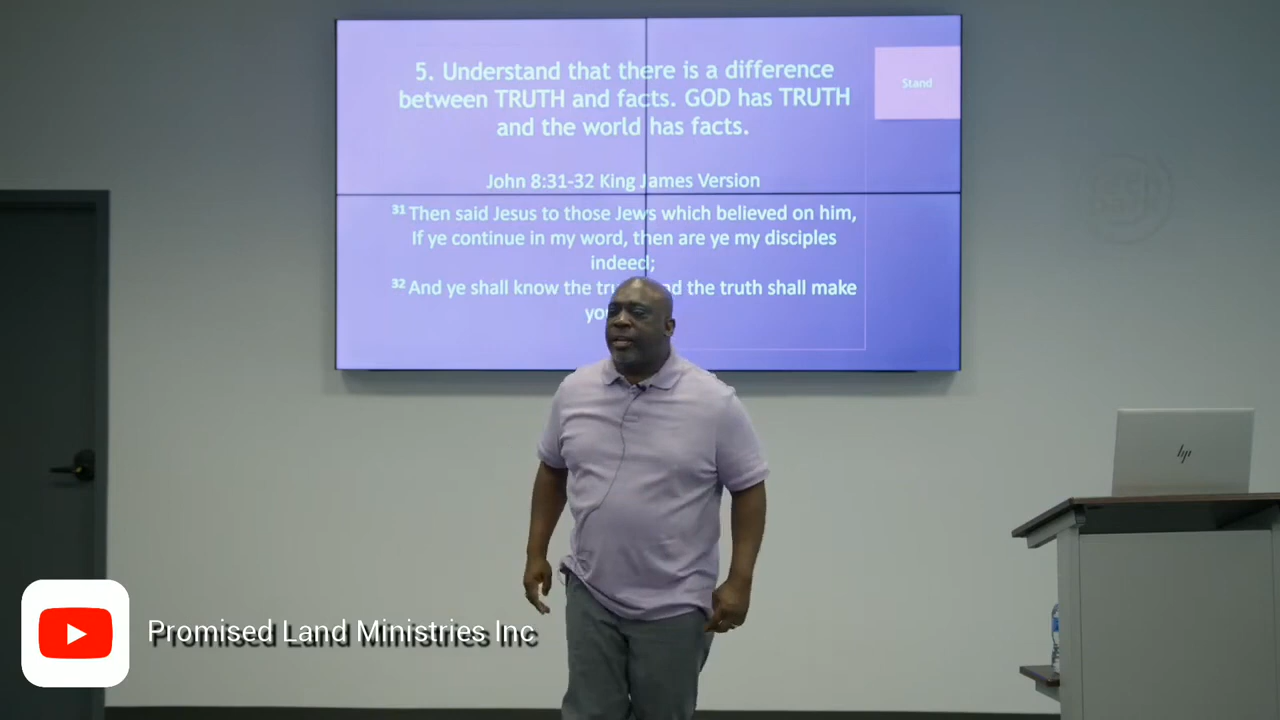 5. Understand that there is a difference
between TRUTH and facts. GOD has TRUTH
and the world has facts.
Stand
John 8:31-32 King James Version
31 Then said Jesus to those Jews which believed on him,
If ye continue in my word, then are ye my disciples
indeed;
32 And ye shall know the and the truth shall make
hp
Promised Land Ministries Inc